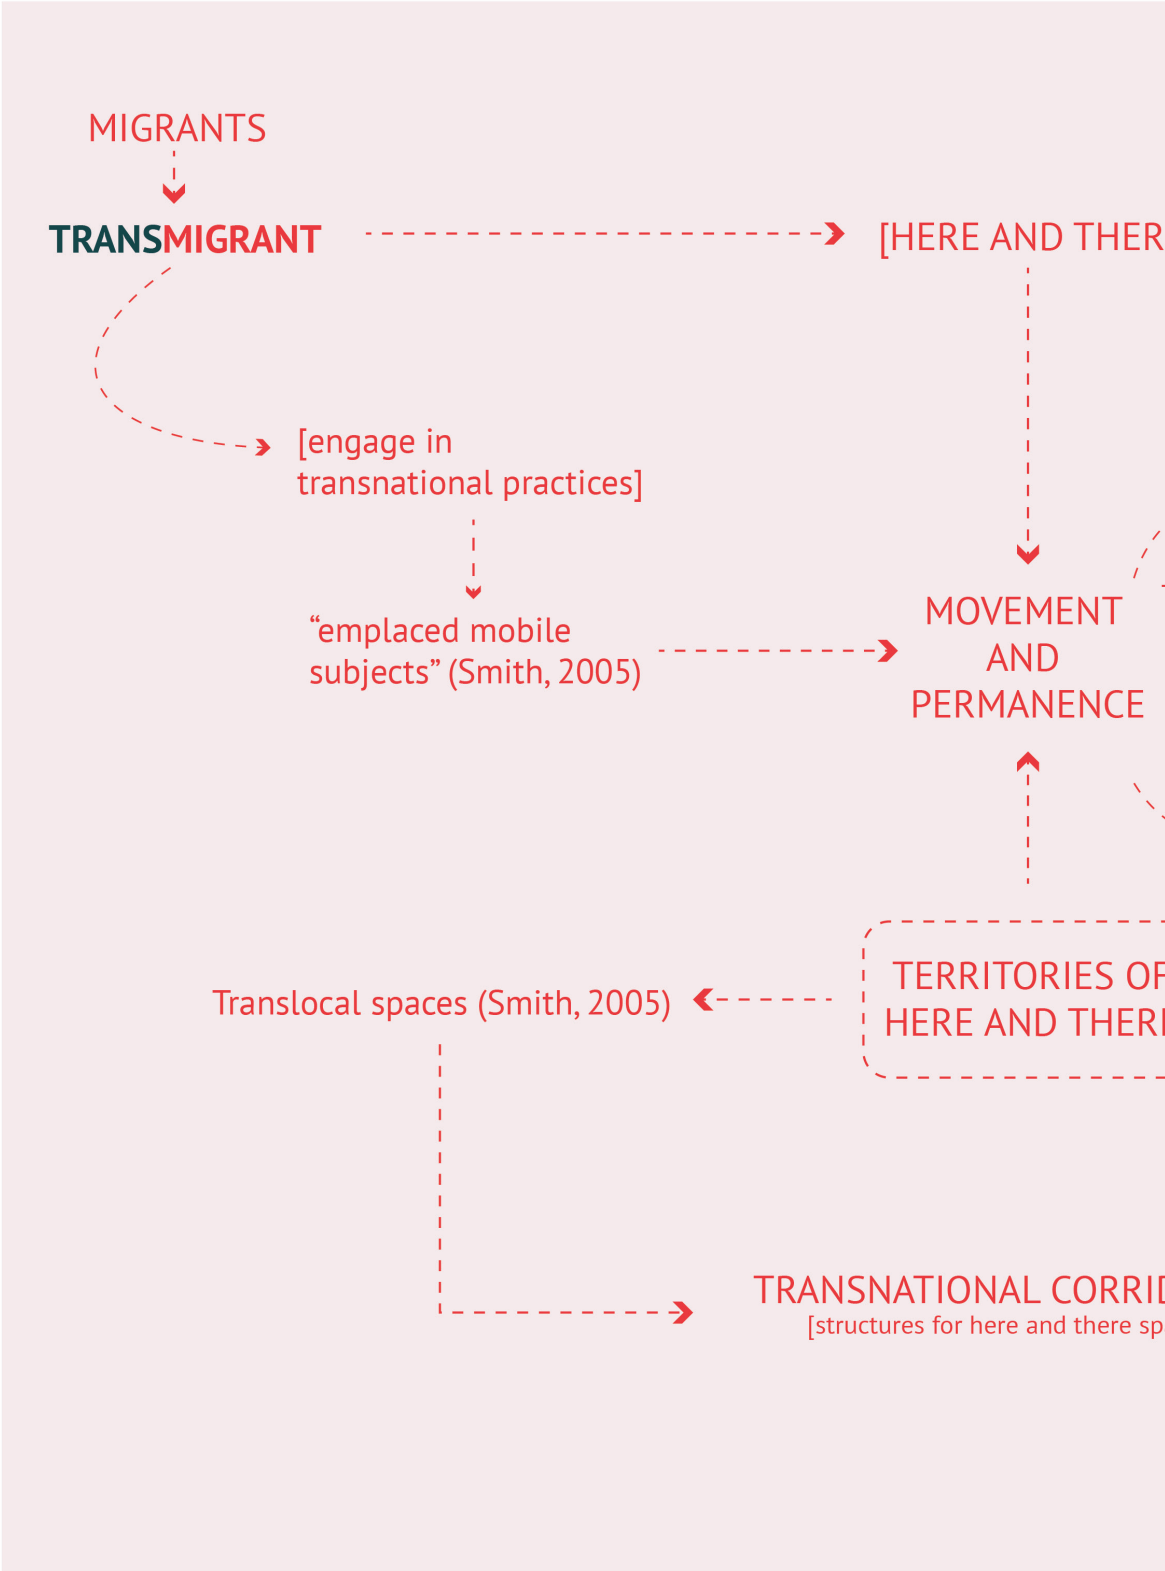 MIGRANTS
TRANSMIGRANT
[HERE AND THER
[engage in
transnational practices]
“emplaced mobile
subjects” (Smith, 2005)
MOVEMENT
AND
PERMANENCE
TERRITORIES OF
HERE AND THER
Translocal spaces (Smith, 2005)
TRANSNATIONAL CORRID
[structures for here and there sp